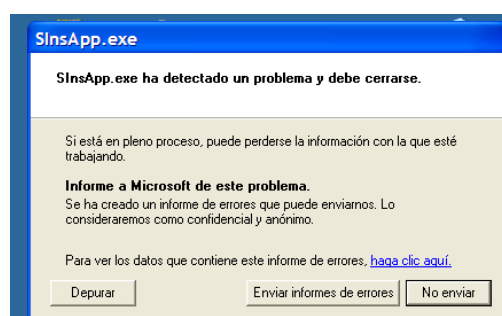 SInsApp.exe
SInsApp.exe ha detectado un problema y debe cerrarse.
Si está en pleno proceso, puede perderse la información con la que esté
trabajando.
Informe a Microsoft de este problema.
Se ha creado un informe de errores que puede enviarnos. Lo
consideraremos como confidencial y anónimo.
Para ver los datos que contiene este informe de errores, haga clic aquí.
Depurar Enviar informes de errores No enviar